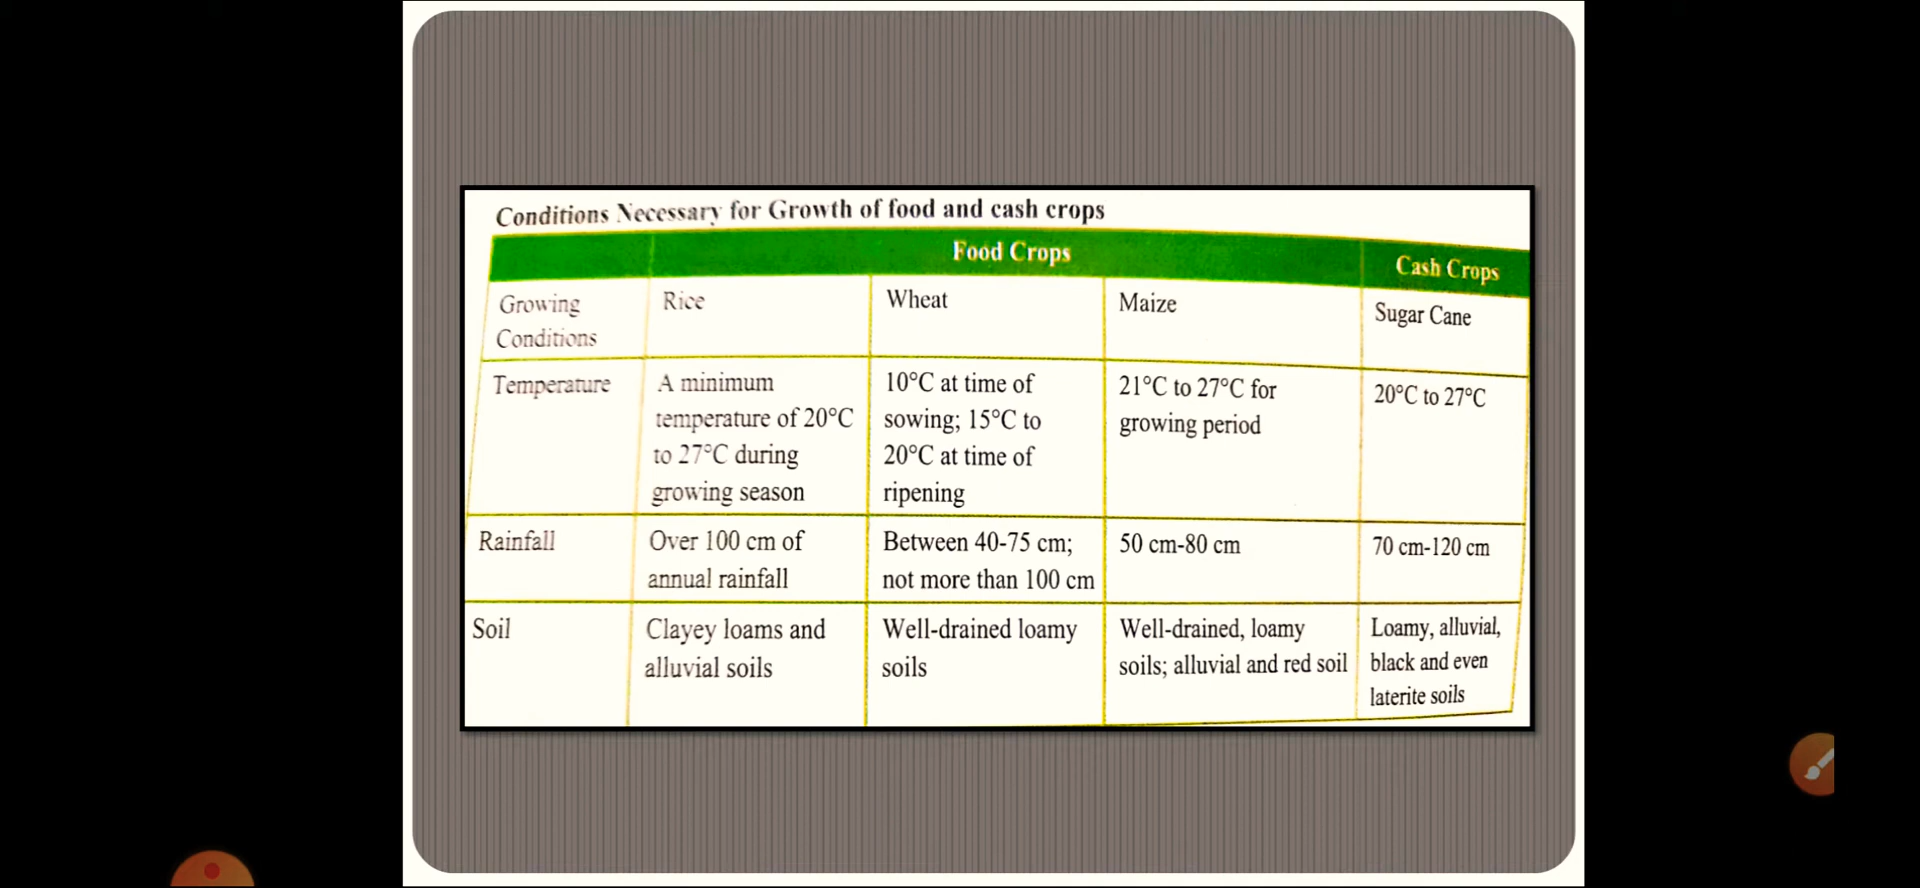 Conditions Necessary for Growth of food and cash crops
Food Crops
Cash Crops
Growing
Conditions
Rice
Wheat
Maize
Sugar Cane
Temperature
A minimum
temperature of 20°C
to 27°C during
growing season
10°C at time of
sowing; 15°C to
20°C at time of
ripening
21°C to 27°C for
growing period
20°C to 27°C
Rainfall
Over 100 cm of
annual rainfall
Between 40-75 cm;
not more than 100 cm
50 cm-80 cm
70 cm-120 cm
Soil
Clayey loams and
alluvial soils
Well-drained loamy
soils
Well-drained, loamy
soils; alluvial and red soil
Loamy, alluvial,
black and even
laterite soils